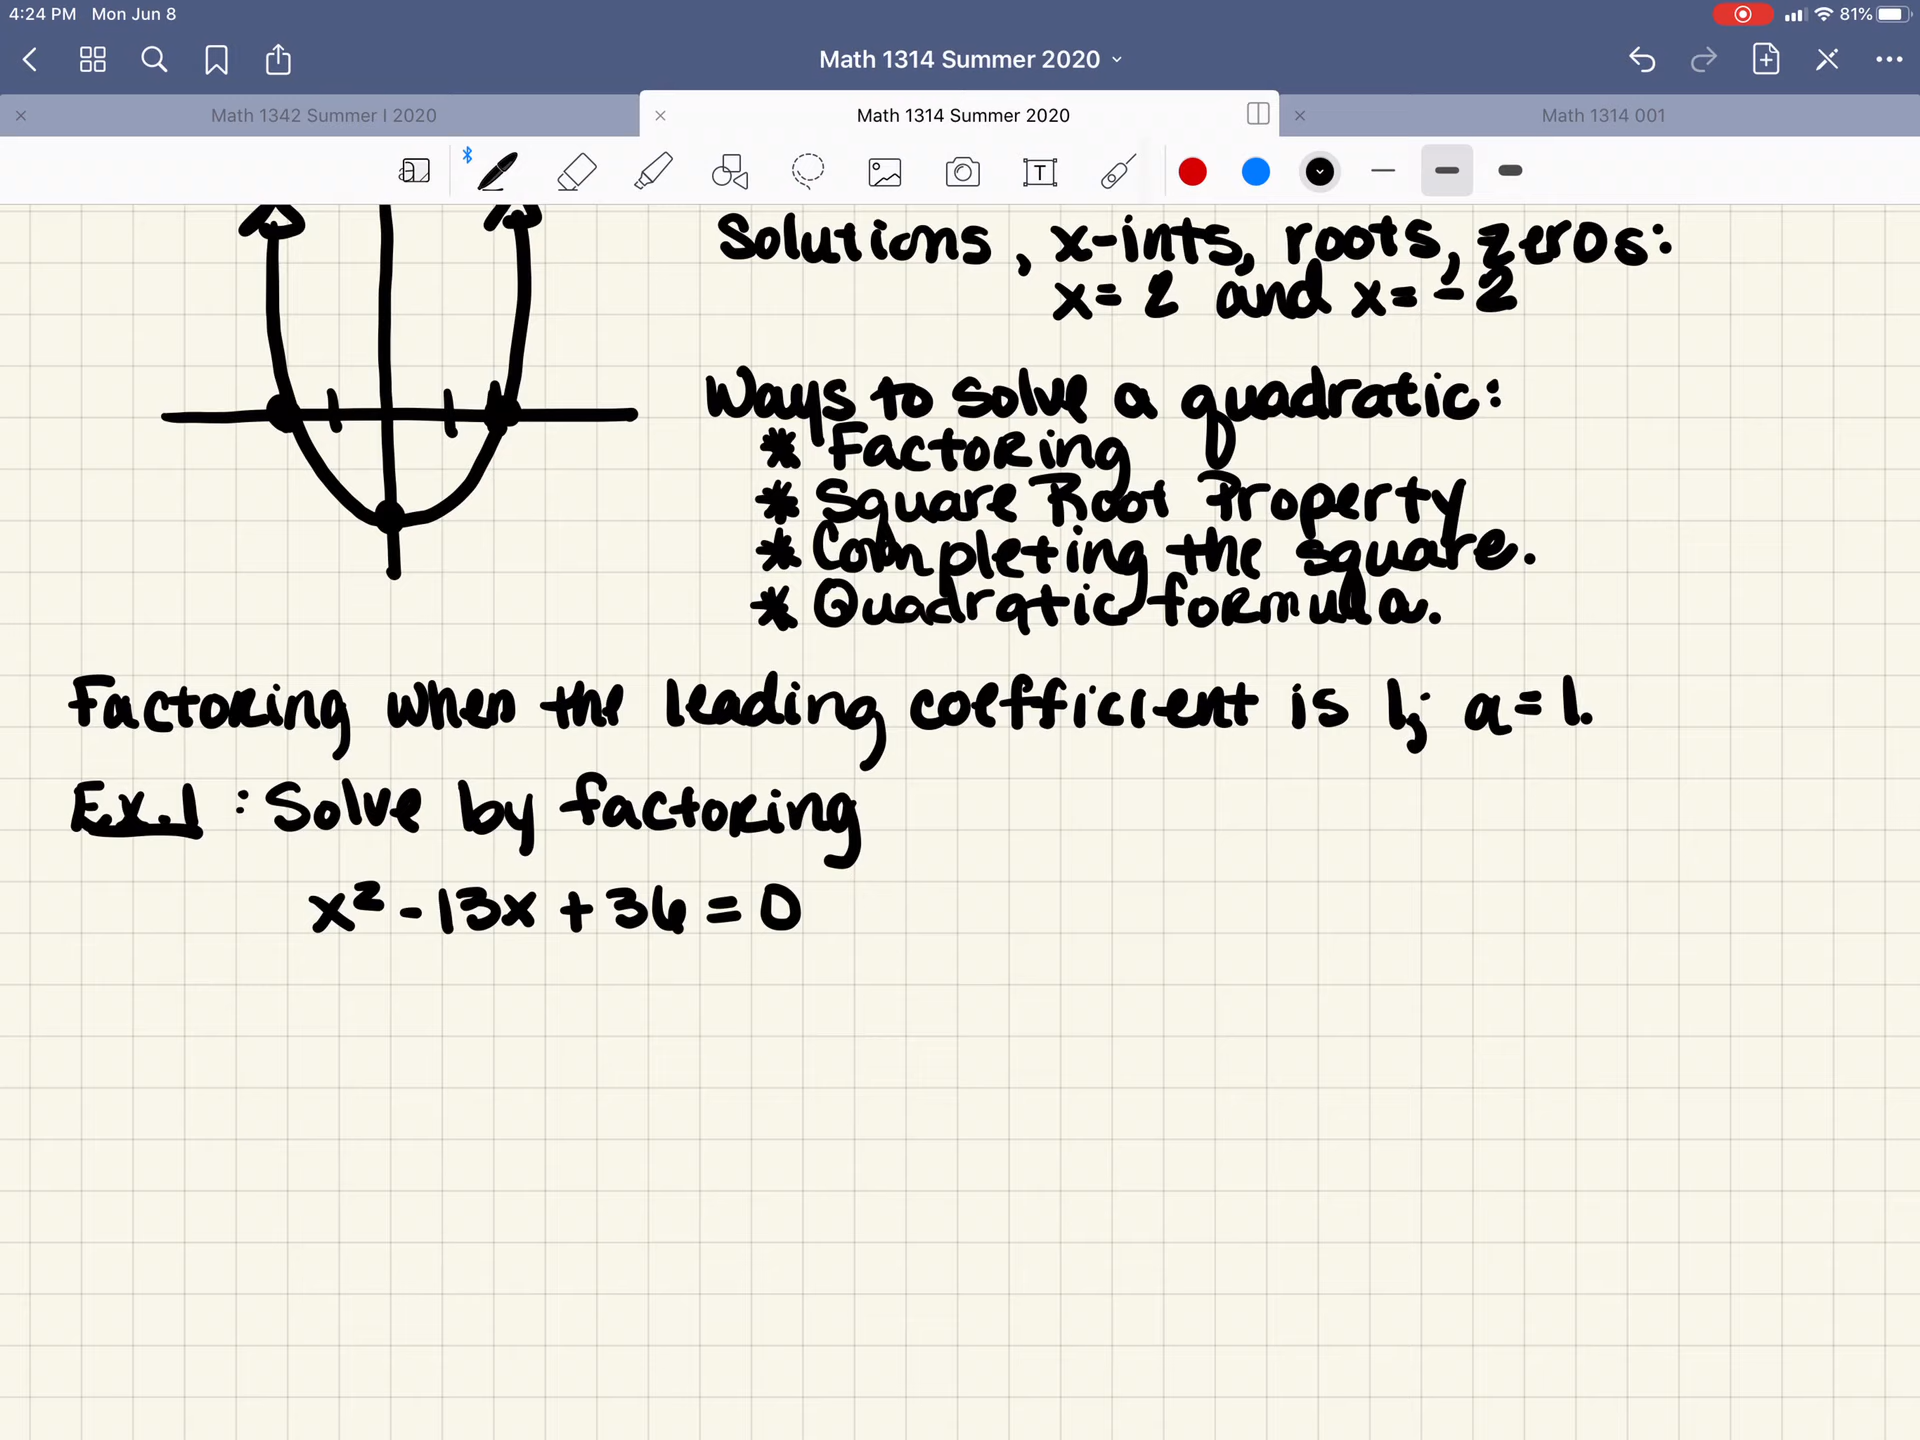 4:24 PM Mon Jun 8
81%
Math 1314 Summer 2020
Math 1342 Summer I 2020
Math 1314 Summer 2020
Math 1314 001
Solutions, x-ints, roots, zeros:
x = 2 and x = -2
Ways to solve a quadratic:
* Factoring
* Square Root Property
* Completing the square.
* Quadratic formula.
Factoring when the leading coefficient is 1; a = 1.
Ex.1 : Solve by factoring
x² - 13x + 36 = 0